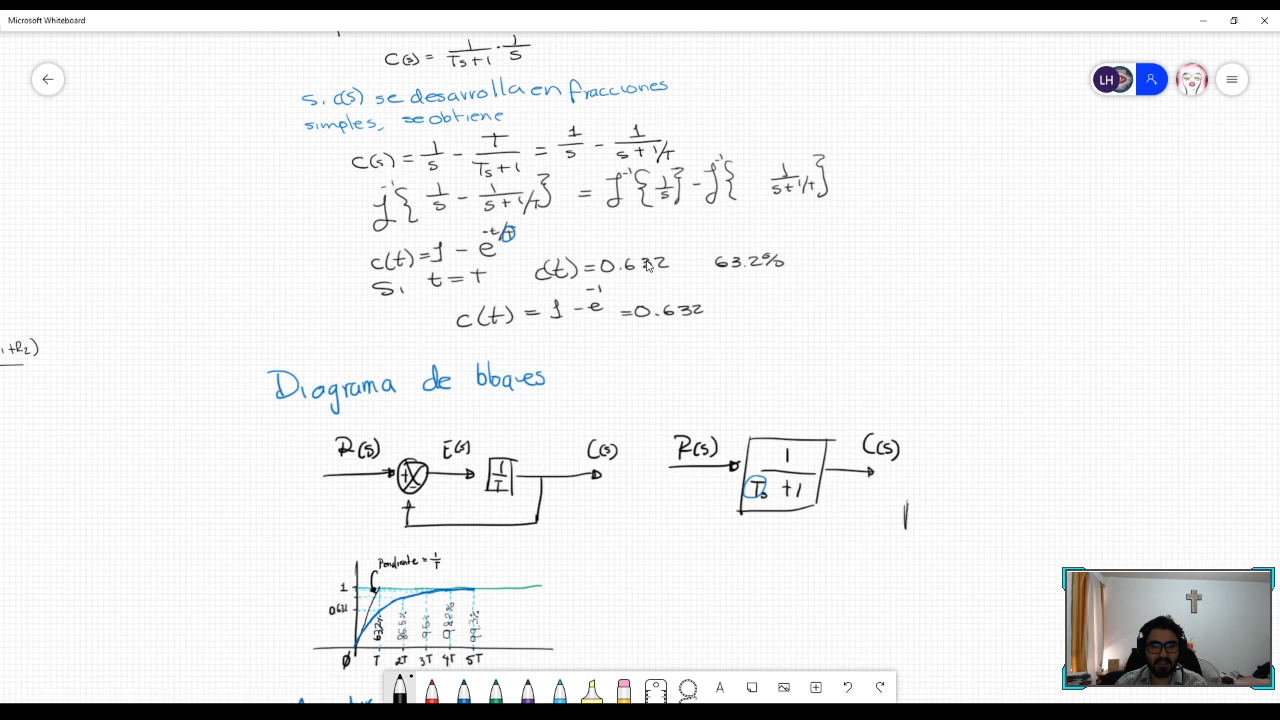 Microsoft Whiteboard
C(s) = 1/(Ts+1) · 1/s
LH
Si C(s) se desarrolla en fracciones
simples, se obtiene
C(s) = 1/s - T/(Ts+1) = 1/s - 1/(s+1/T)
ℒ⁻¹{ 1/s - 1/(s+1/T) } = ℒ⁻¹{1/s} - ℒ⁻¹{ 1/(s+1/T) }
c(t) = 1 - e^(-t/T)
Si t = T c(t) = 0.632 63.2%
c(t) = 1 - e^(-1) = 0.632
1+R2)
Diagrama de bloques
R(s) E(s) C(s) R(s) C(s)
+ - 1/T 1/(Ts+1)
Pendiente = 1/T
1
0.632
63.2% 86.5% 95% 98.2% 99.3%
0 T 2T 3T 4T 5T
A